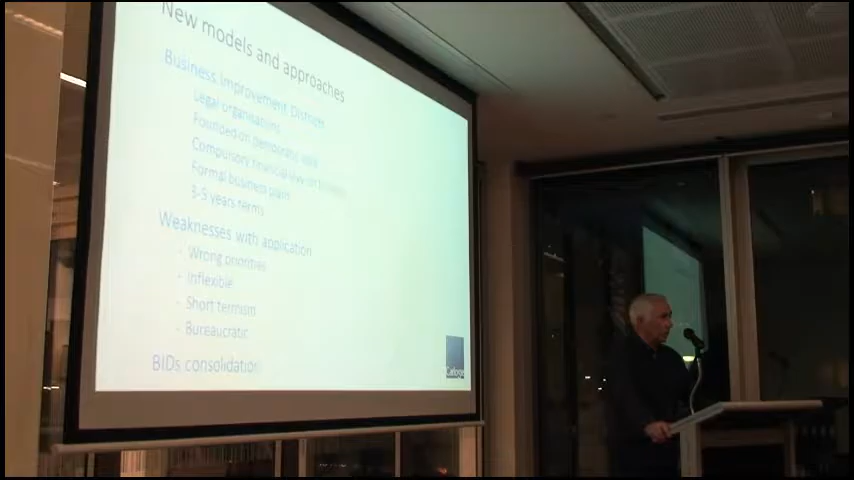 New models and approaches
Business Improvement Districts
Legal organisations
Founded on democratic vote
Compulsory financial levy on business
Formal business plans
3-5 years terms
Weaknesses with application
- Wrong priorities
- Inflexible
- Short termism
- Bureaucratic
BIDs consolidation